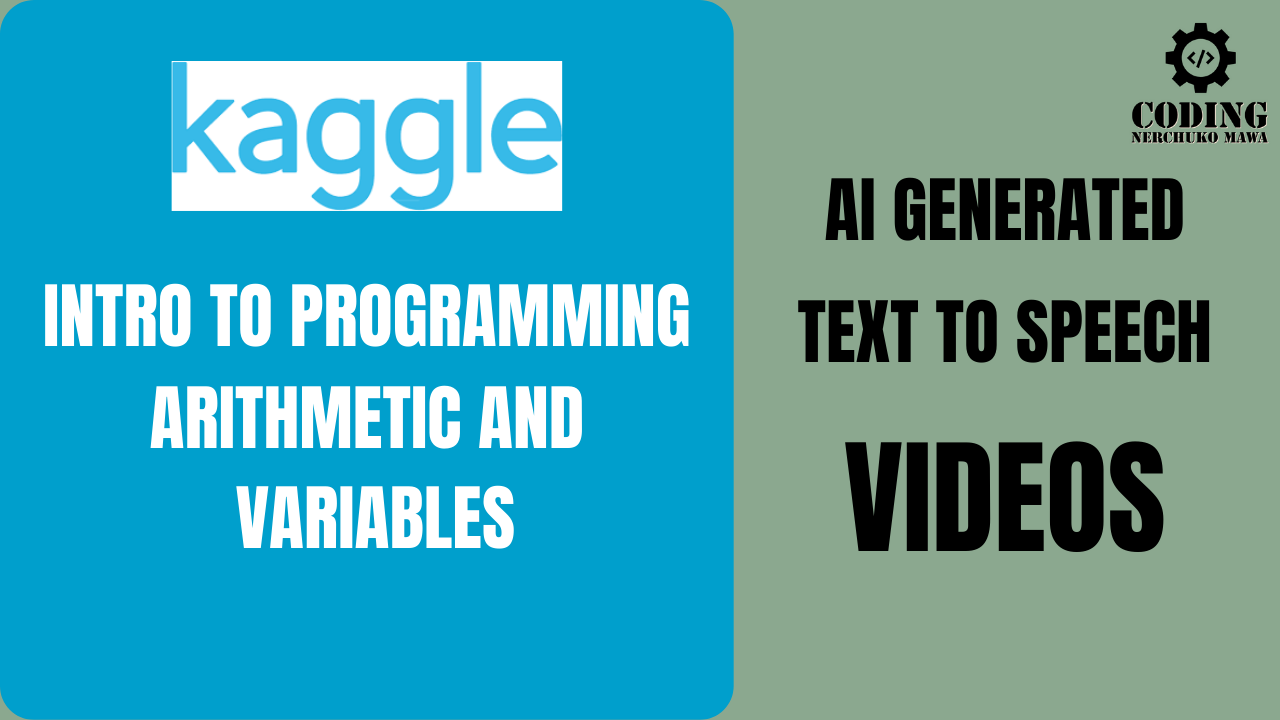 kaggle
INTRO TO PROGRAMMING
ARITHMETIC AND
VARIABLES
</>
CODING
NERCHUKO MAWA
AI GENERATED
TEXT TO SPEECH
VIDEOS